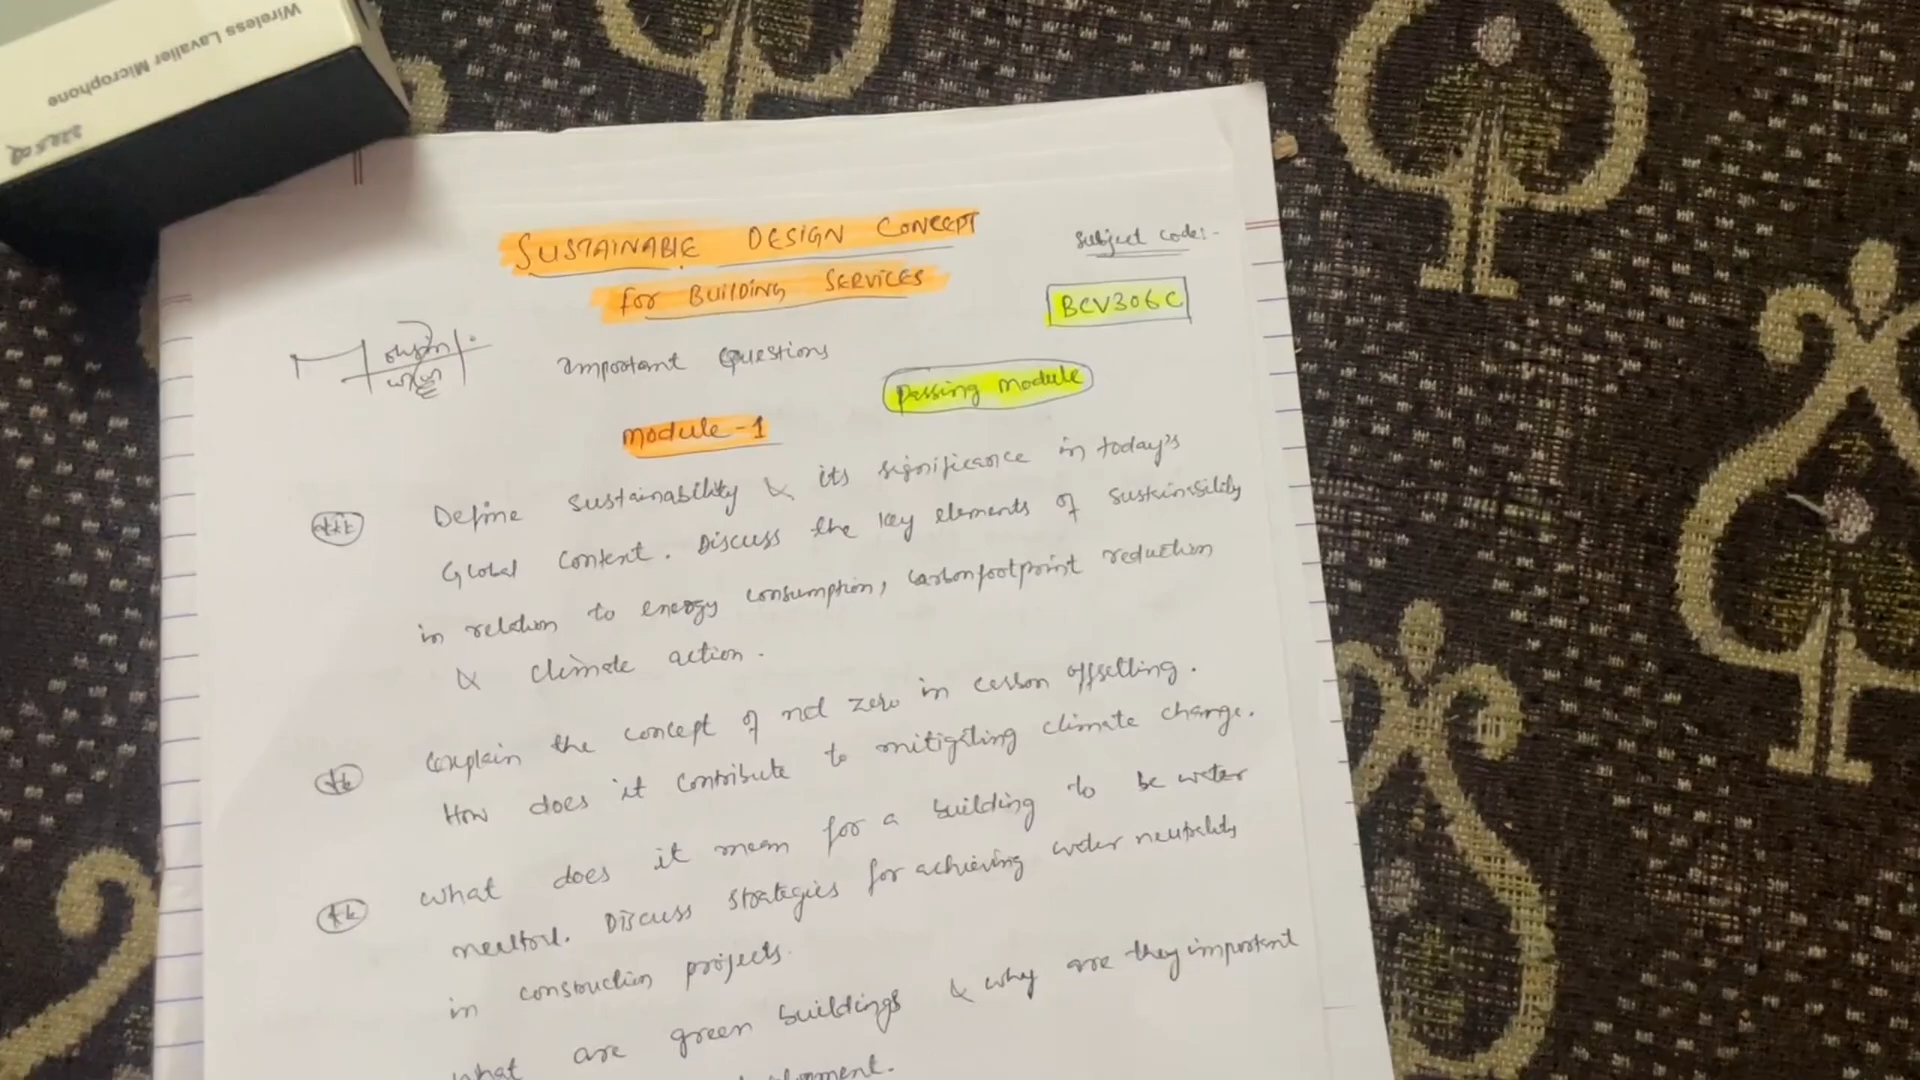 Wireless Lavalier Microphone
SUSTAINABLE DESIGN CONCEPT
for BUILDING SERVICES
Subject code:-
BCV306C
Important Questions
Passing Module
Module-1
Define sustainability & its significance in today's
Global Content. Discuss the key elements of sustainability
in relation to energy consumption, carbonfootprint reduction
& climate action.
Explain the concept of net zero in carbon offsetting.
How does it contribute to mitigating climate change.
What does it mean for a building to be water
neutral. Discuss strategies for achieving water neutrality
in construction projects.
What are green buildings & why are they important